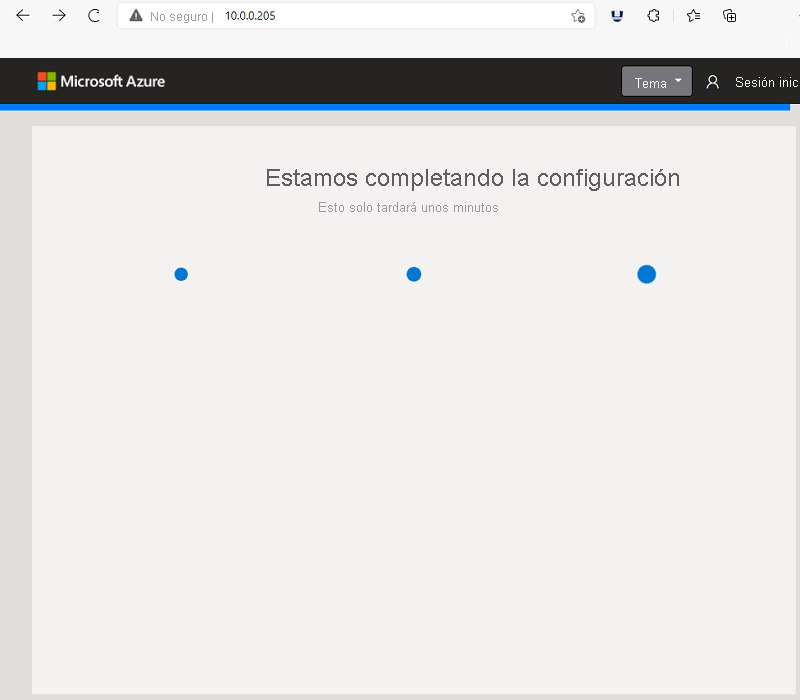 No seguro | 10.0.0.205
Microsoft Azure
Tema
Sesión inic
Estamos completando la configuración
Esto solo tardará unos minutos